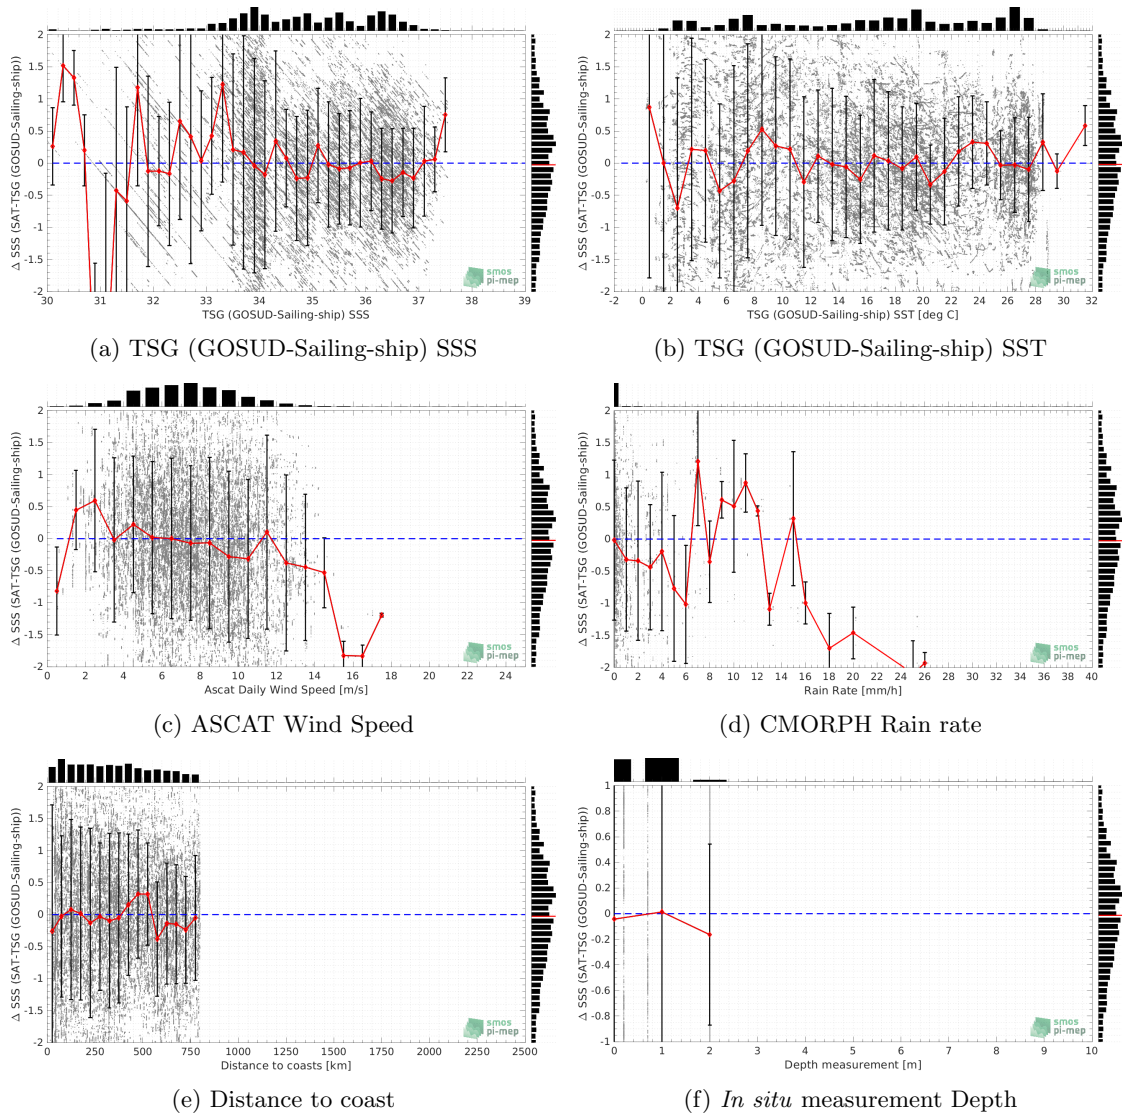 2
1.5
1
0.5
0
-0.5
-1
-1.5
-2
Δ SSS (SAT-TSG (GOSUD-Sailing-ship))
30 31 32 33 34 35 36 37 38 39
TSG (GOSUD-Sailing-ship) SSS
smos
pi-mep
(a) TSG (GOSUD-Sailing-ship) SSS
2
1.5
1
0.5
0
-0.5
-1
-1.5
-2
Δ SSS (SAT-TSG (GOSUD-Sailing-ship))
-2 0 2 4 6 8 10 12 14 16 18 20 22 24 26 28 30 32
TSG (GOSUD-Sailing-ship) SST [deg C]
smos
pi-mep
(b) TSG (GOSUD-Sailing-ship) SST
2
1.5
1
0.5
0
-0.5
-1
-1.5
-2
Δ SSS (SAT-TSG (GOSUD-Sailing-ship))
0 2 4 6 8 10 12 14 16 18 20 22 24
Ascat Daily Wind Speed [m/s]
smos
pi-mep
(c) ASCAT Wind Speed
2
1.5
1
0.5
0
-0.5
-1
-1.5
-2
Δ SSS (SAT-TSG (GOSUD-Sailing-ship))
0 2 4 6 8 10 12 14 16 18 20 22 24 26 28 30 32 34 36 38 40
Rain Rate [mm/h]
smos
pi-mep
(d) CMORPH Rain rate
2
1.5
1
0.5
0
-0.5
-1
-1.5
-2
Δ SSS (SAT-TSG (GOSUD-Sailing-ship))
0 250 500 750 1000 1250 1500 1750 2000 2250 2500
Distance to coasts [km]
smos
pi-mep
(e) Distance to coast
1
0.8
0.6
0.4
0.2
0
-0.2
-0.4
-0.6
-0.8
-1
Δ SSS (SAT-TSG (GOSUD-Sailing-ship))
0 1 2 3 4 5 6 7 8 9 10
Depth measurement [m]
smos
pi-mep
(f) In situ measurement Depth